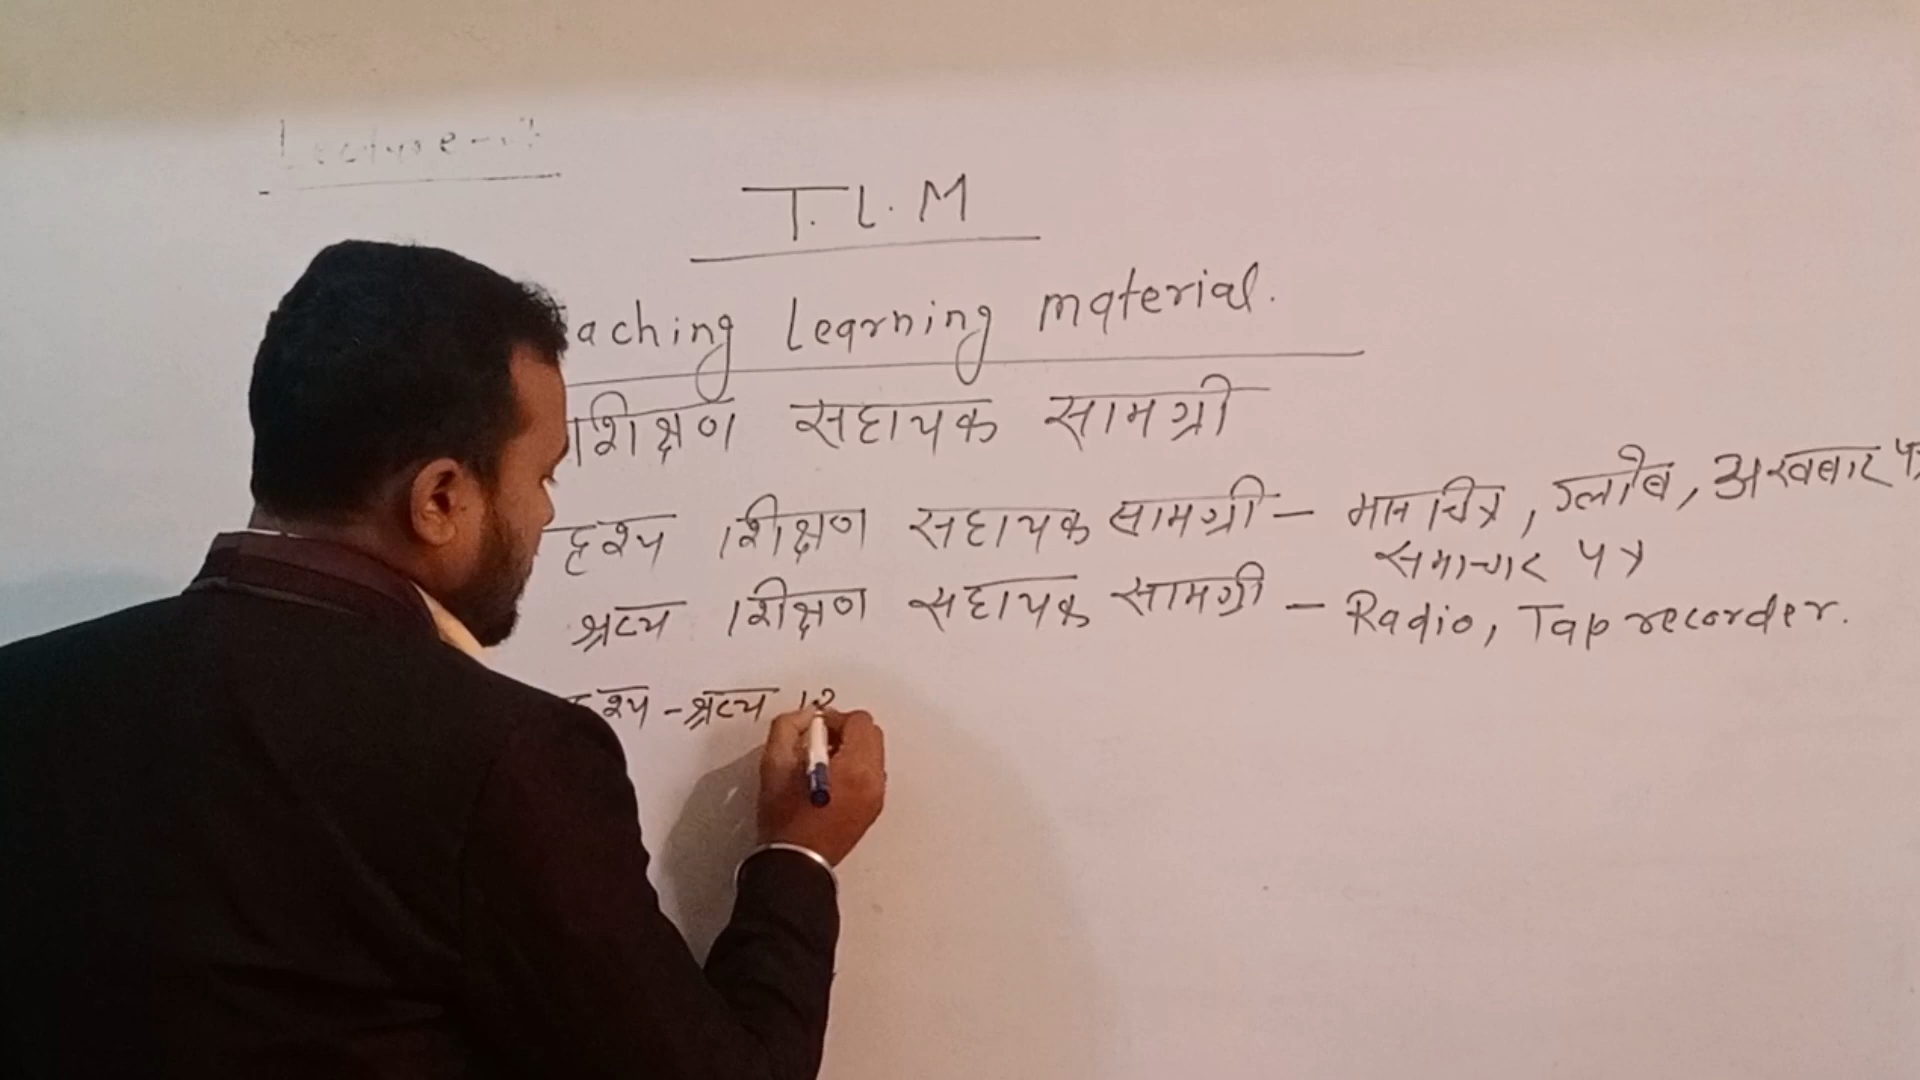 Lecture
T.L.M
aching Learning material.
शिक्षण सहायक सामग्री
दृश्य शिक्षण सहायक सामग्री - मानचित्र, ग्लोब, अखबार
समाचार पत्र
श्रव्य शिक्षण सहायक सामग्री - Radio, Tap recorder.
श्य - श्रव्य